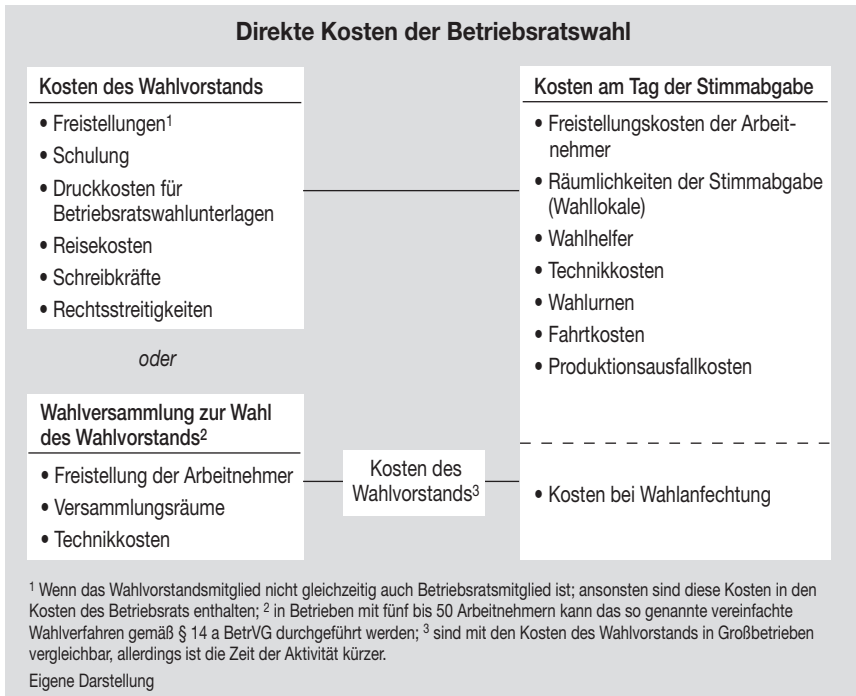 Direkte Kosten der Betriebsratswahl
Kosten des Wahlvorstands
• Freistellungen¹
• Schulung
• Druckkosten für
Betriebsratswahlunterlagen
• Reisekosten
• Schreibkräfte
• Rechtsstreitigkeiten
oder
Wahlversammlung zur Wahl
des Wahlvorstands²
• Freistellung der Arbeitnehmer
• Versammlungsräume
• Technikkosten
Kosten des
Wahlvorstands³
Kosten am Tag der Stimmabgabe
• Freistellungskosten der Arbeit-
nehmer
• Räumlichkeiten der Stimmabgabe
(Wahllokale)
• Wahlhelfer
• Technikkosten
• Wahlurnen
• Fahrtkosten
• Produktionsausfallkosten
• Kosten bei Wahlanfechtung
¹ Wenn das Wahlvorstandsmitglied nicht gleichzeitig auch Betriebsratsmitglied ist; ansonsten sind diese Kosten in den
Kosten des Betriebsrats enthalten; ² in Betrieben mit fünf bis 50 Arbeitnehmern kann das so genannte vereinfachte
Wahlverfahren gemäß § 14 a BetrVG durchgeführt werden; ³ sind mit den Kosten des Wahlvorstands in Großbetrieben
vergleichbar, allerdings ist die Zeit der Aktivität kürzer.
Eigene Darstellung